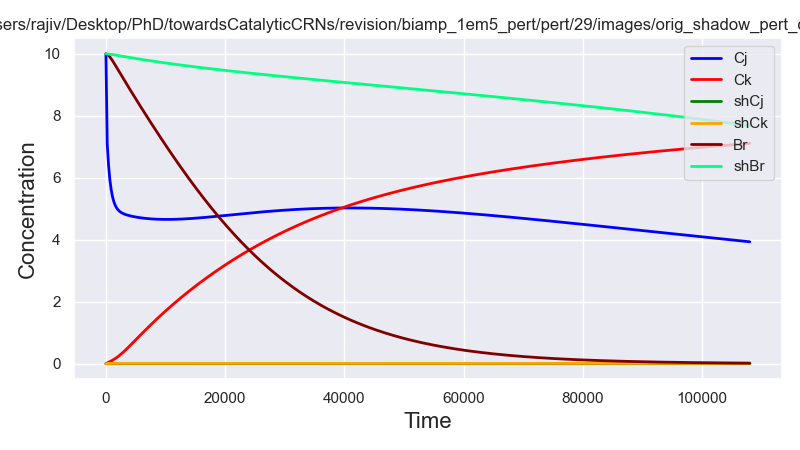 sers/rajiv/Desktop/PhD/towardsCatalyticCRNs/revision/biamp_1em5_pert/pert/29/images/orig_shadow_pert_
Concentration
10
8
6
4
2
0
Cj
Ck
shCj
shCk
Br
shBr
0 20000 40000 60000 80000 100000
Time